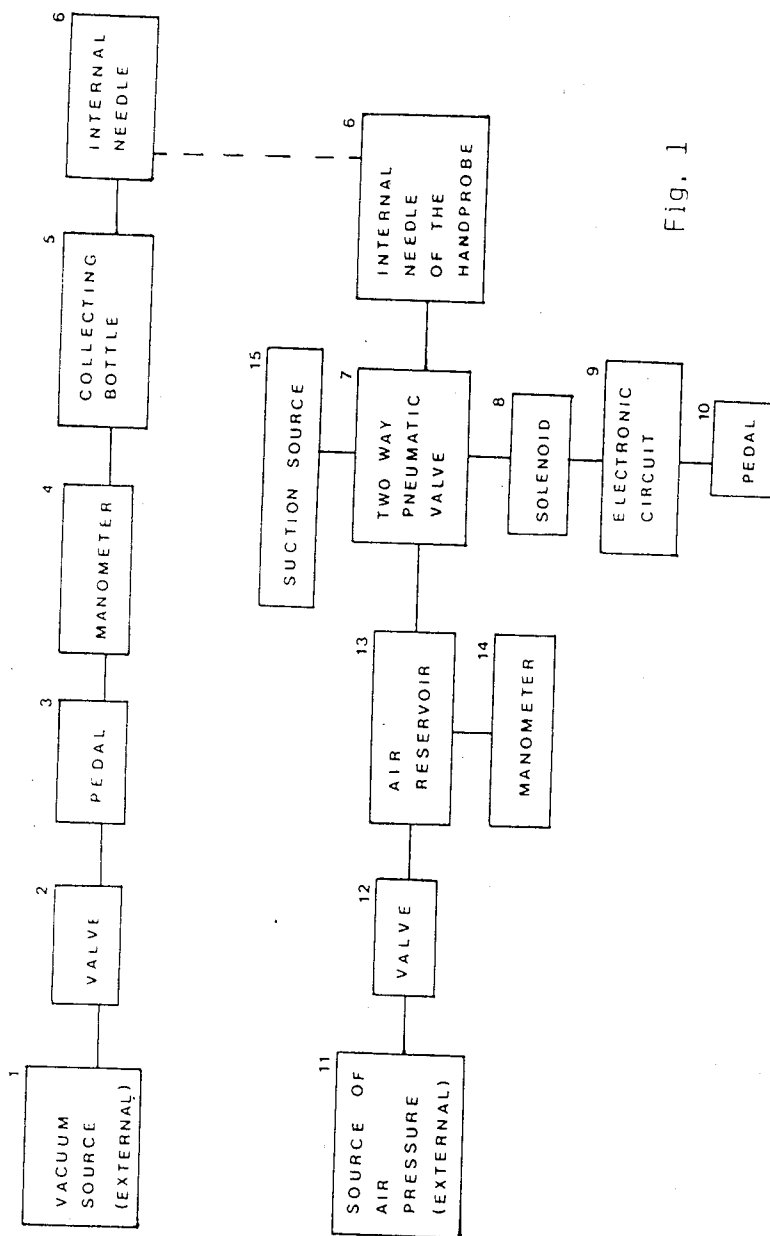 1
VACUUM
SOURCE
(EXTERNAL)
2
VALVE
3
PEDAL
4
MANOMETER
5
COLLECTING
BOTTLE
6
INTERNAL
NEEDLE
11
SOURCE OF
AIR
PRESSURE
(EXTERNAL)
12
VALVE
13
AIR
RESERVOIR
14
MANOMETER
15
SUCTION SOURCE
7
TWO WAY
PNEUMATIC
VALVE
6
INTERNAL
NEEDLE
OF THE
HANDPROBE
8
SOLENOID
9
ELECTRONIC
CIRCUIT
10
PEDAL
Fig. 1